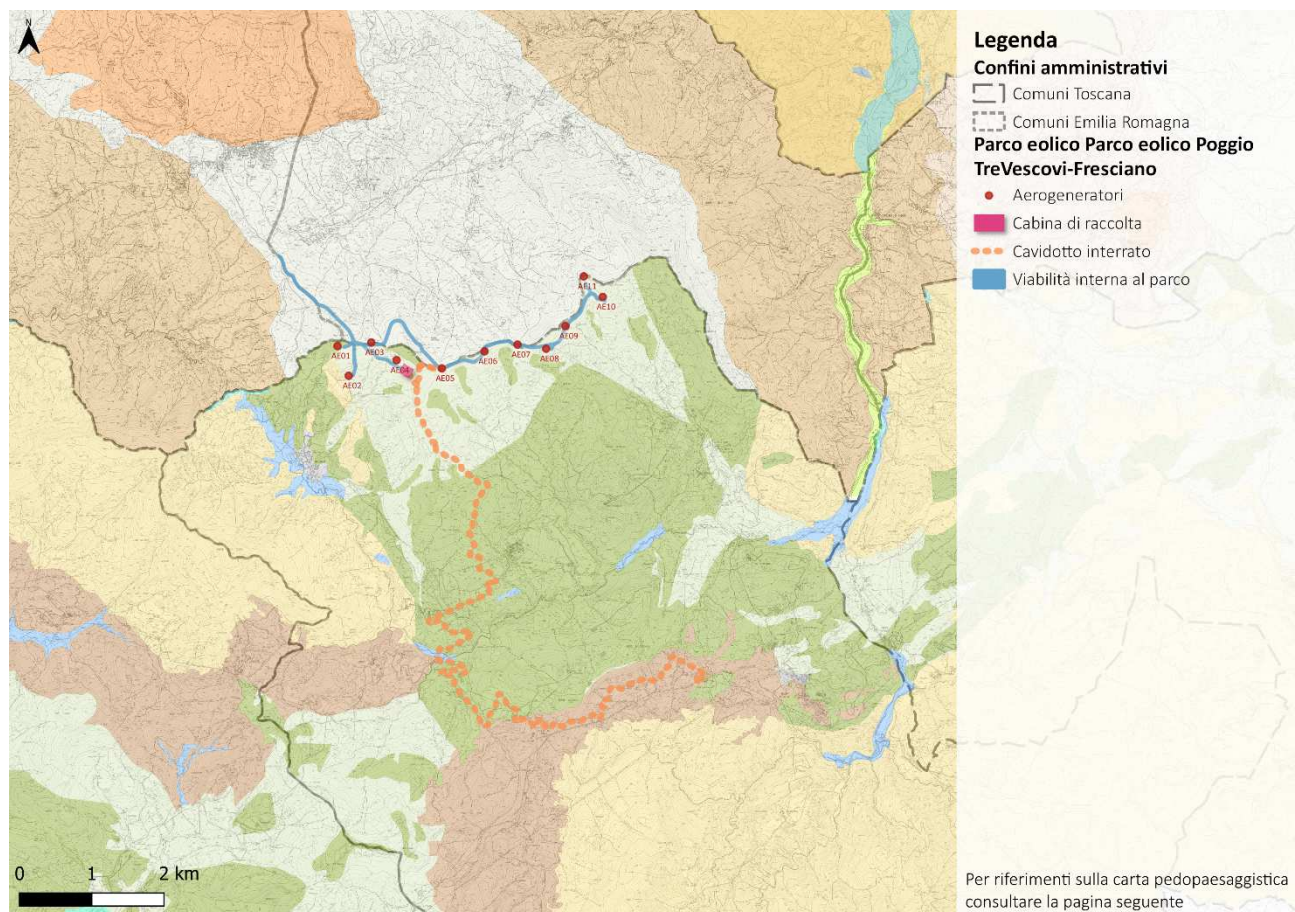 N
Legenda
Confini amministrativi
Comuni Toscana
Comuni Emilia Romagna
Parco eolico Parco eolico Poggio
TreVescovi-Fresciano
Aerogeneratori
Cabina di raccolta
Cavidotto interrato
Viabilità interna al parco
AE11
AE10
AE09
AE01
AE03
AE04
AE02
AE05
AE06
AE07
AE08
0 1 2 km
Per riferimenti sulla carta pedopaesaggistica
consultare la pagina seguente